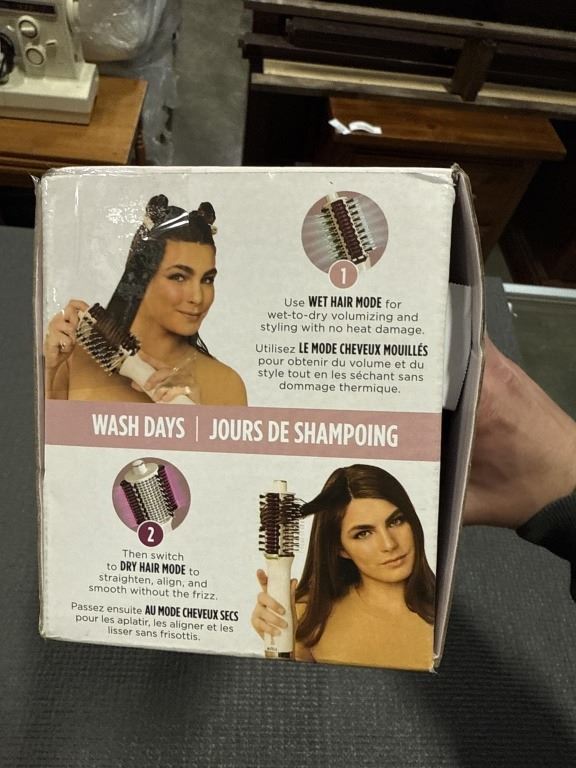 1
Use WET HAIR MODE for
wet-to-dry volumizing and
styling with no heat damage.
Utilisez LE MODE CHEVEUX MOUILLÉS
pour obtenir du volume et du
style tout en les séchant sans
dommage thermique.
WASH DAYS | JOURS DE SHAMPOING
2
Then switch
to DRY HAIR MODE to
straighten, align, and
smooth without the frizz.
Passez ensuite AU MODE CHEVEUX SECS
pour les aplatir, les aligner et les
lisser sans frisottis.